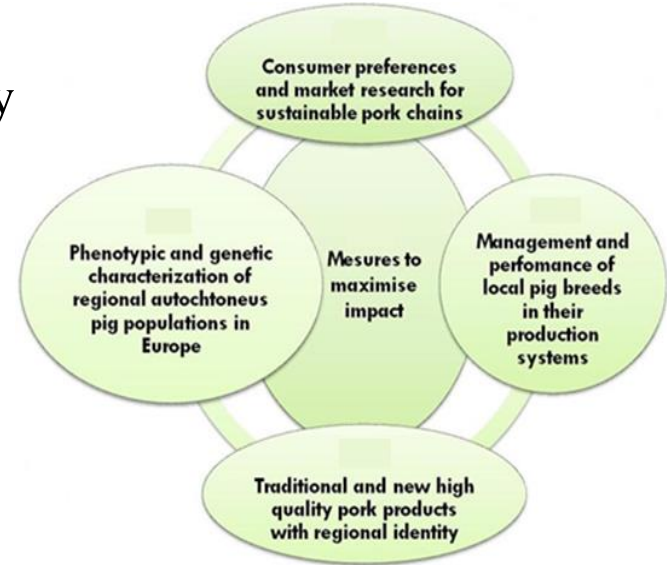 y
Consumer preferences
and market research for
sustainable pork chains
Phenotypic and genetic
characterization of
regional autochtoneus
pig populations in
Europe
Mesures to
maximise
impact
Management and
perfomance of
local pig breeds
in their
production
systems
Traditional and new high
quality pork products
with regional identity